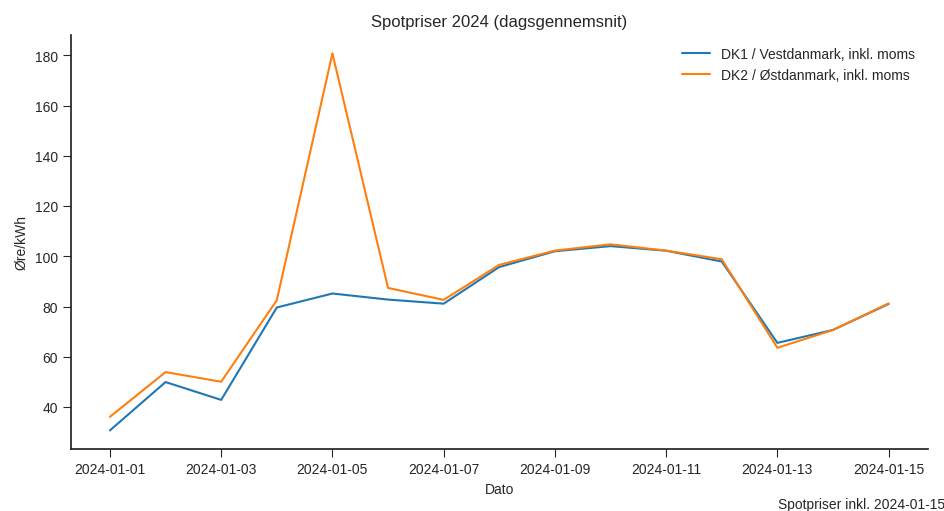 Spotpriser 2024 (dagsgennemsnit)
DK1 / Vestdanmark, inkl. moms
DK2 / Østdanmark, inkl. moms
Øre/kWh
180
160
140
120
100
80
60
40
2024-01-01
2024-01-03
2024-01-05
2024-01-07
2024-01-09
2024-01-11
2024-01-13
2024-01-15
Dato
Spotpriser inkl. 2024-01-15